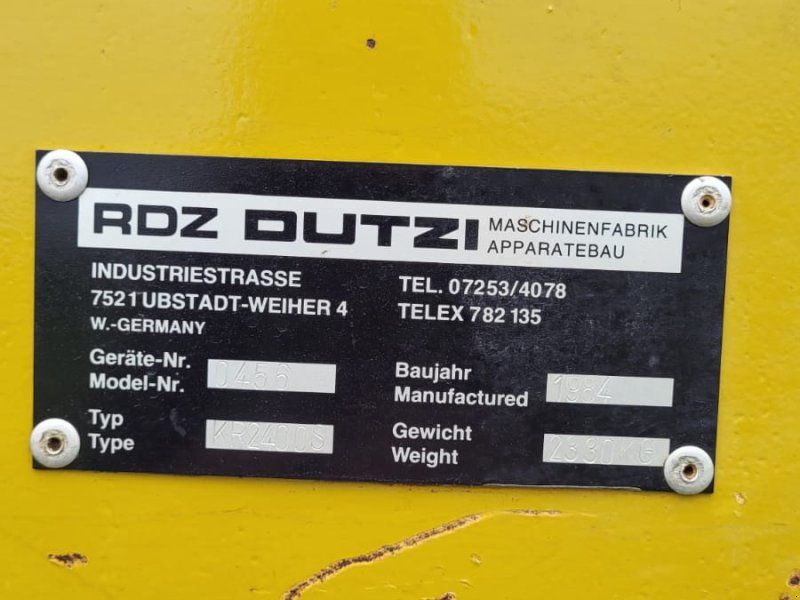 RDZ DUTZI MASCHINENFABRIK
APPARATEBAU
INDUSTRIESTRASSE
7521 UBSTADT-WEIHER 4
W.-GERMANY
TEL. 07253/4078
TELEX 782 135
Geräte-Nr.
Model-Nr.
0456
Baujahr
Manufactured
1984
Typ
Type
KR2400S
Gewicht
Weight
2330KG